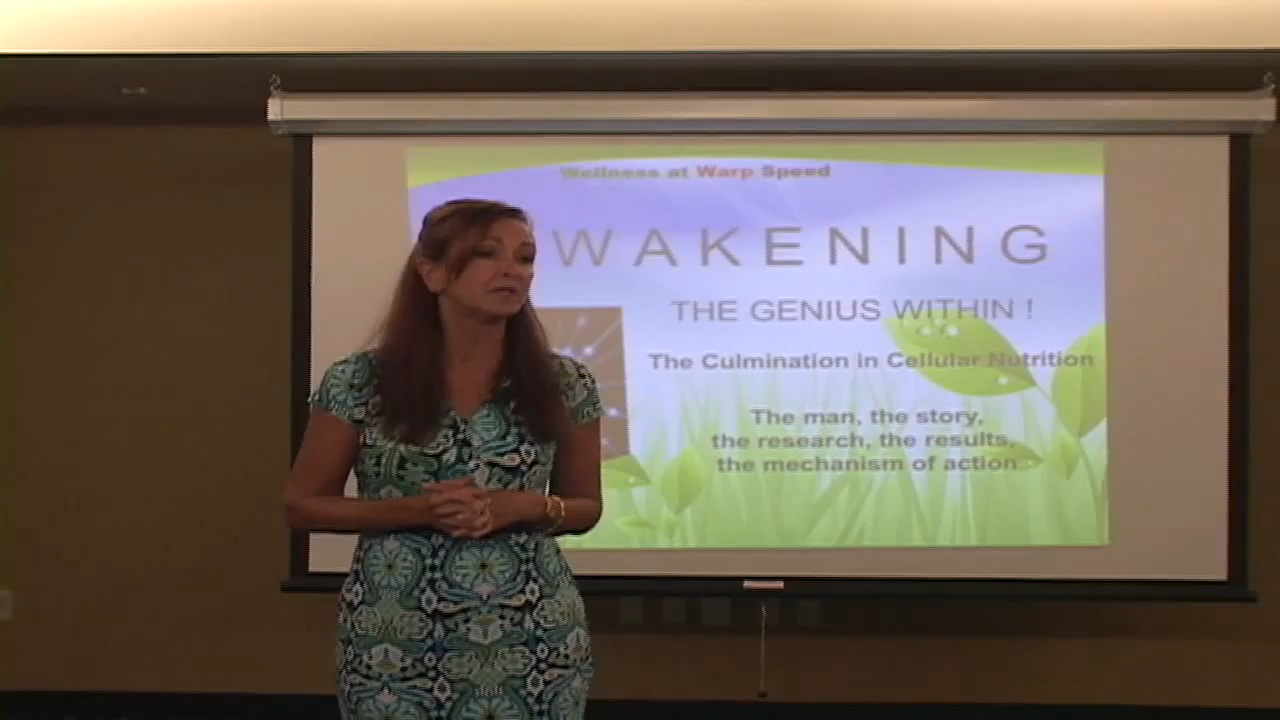 Wellness at Warp Speed
WAKENING
THE GENIUS WITHIN !
The Culmination in Cellular Nutrition
The man, the story,
the research, the results,
the mechanism of action